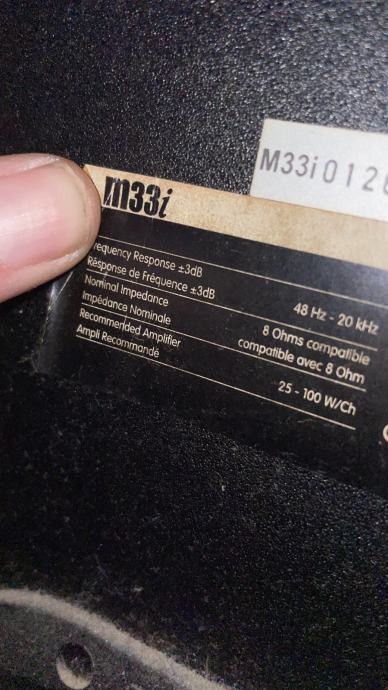 M33i012
m33i
Frequency Response ±3dB
Réponse de Fréquence ±3dB
48 Hz - 20 kHz
Nominal Impedance
Impédance Nominale
8 Ohms compatible
compatible avec 8 Ohm
Recommended Amplifier
Ampli Recommandé
25 - 100 W/Ch